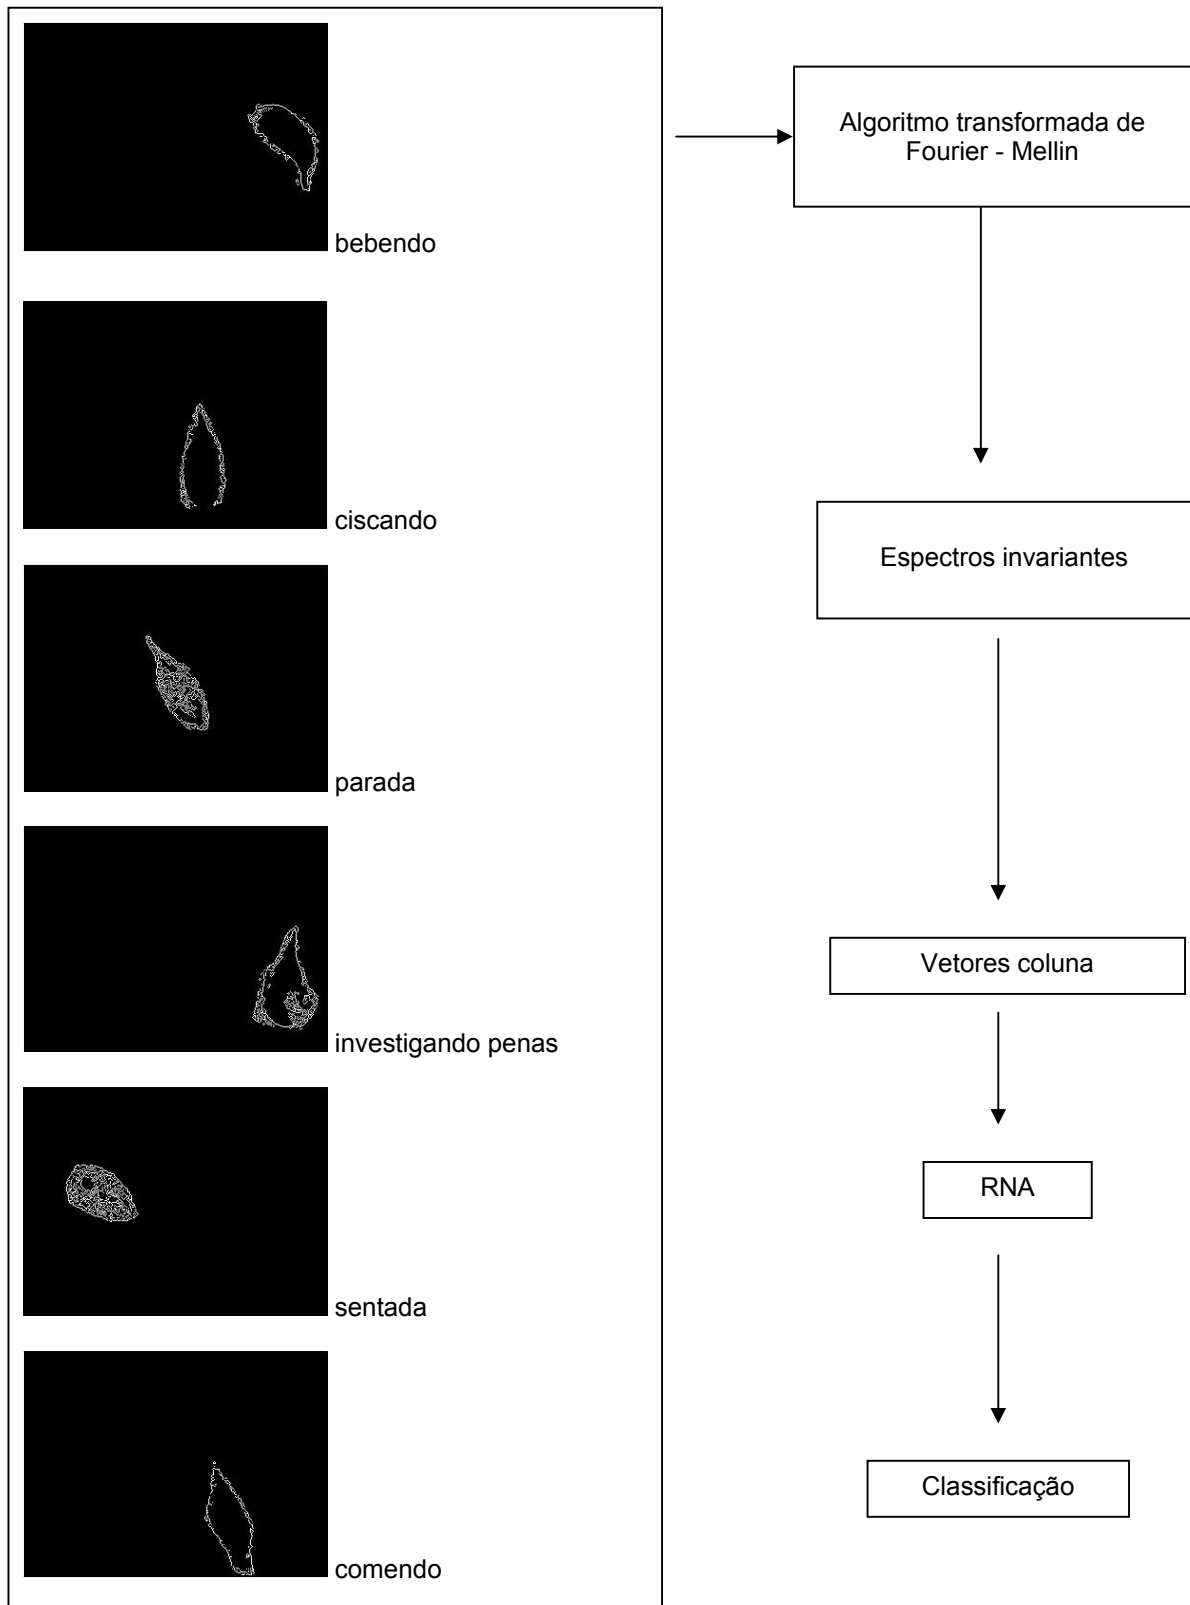 bebendo
ciscando
parada
investigando penas
sentada
comendo
Algoritmo transformada de
Fourier - Mellin
Espectros invariantes
Vetores coluna
RNA
Classificação